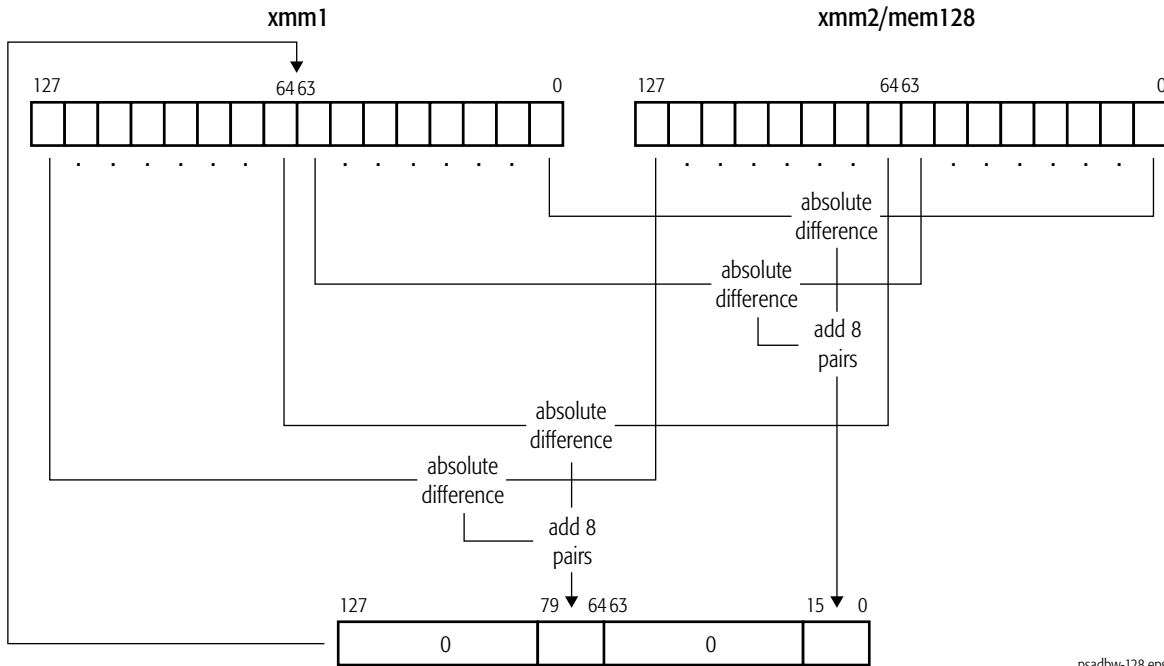 xmm1
xmm2/mem128
127 64 63 0
127 64 63 0
. . . . . . . . . . . .
. . . . . . . . . . . .
absolute
difference
absolute
difference
add 8
pairs
absolute
difference
absolute
difference
add 8
pairs
127 79 64 63 15 0
0 0